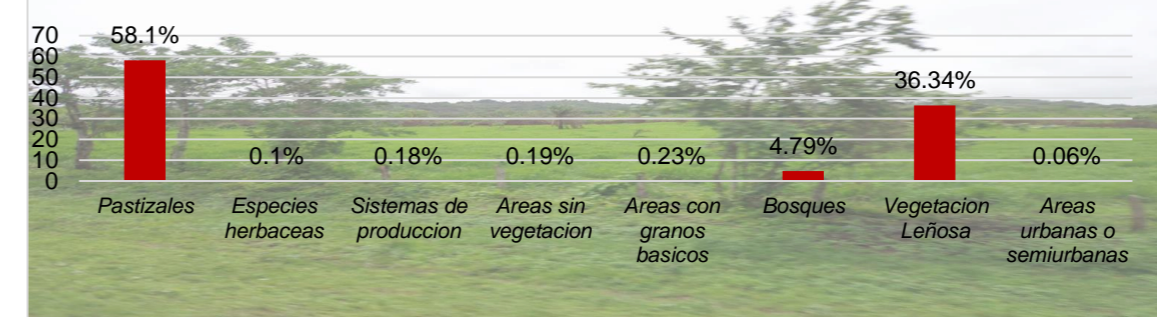 70
60
50
40
30
20
10
0
58.1%
0.1%
0.18%
0.19%
0.23%
4.79%
36.34%
0.06%
Pastizales
Especies
herbaceas
Sistemas de
produccion
Areas sin
vegetacion
Areas con
granos
basicos
Bosques
Vegetacion
Leñosa
Areas
urbanas o
semiurbanas